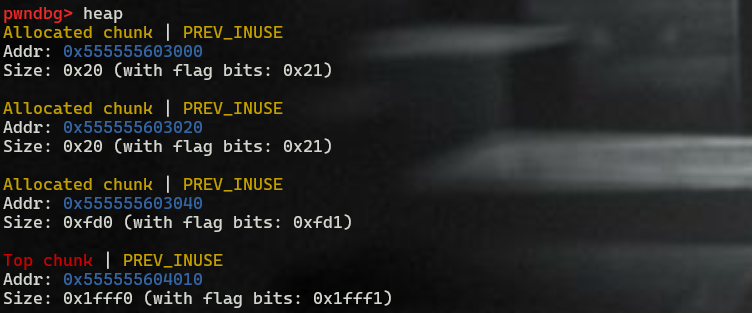 pwndbg> heap
Allocated chunk | PREV_INUSE
Addr: 0x555555603000
Size: 0x20 (with flag bits: 0x21)
Allocated chunk | PREV_INUSE
Addr: 0x555555603020
Size: 0x20 (with flag bits: 0x21)
Allocated chunk | PREV_INUSE
Addr: 0x555555603040
Size: 0xfd0 (with flag bits: 0xfd1)
Top chunk | PREV_INUSE
Addr: 0x555555604010
Size: 0x1fff0 (with flag bits: 0x1fff1)